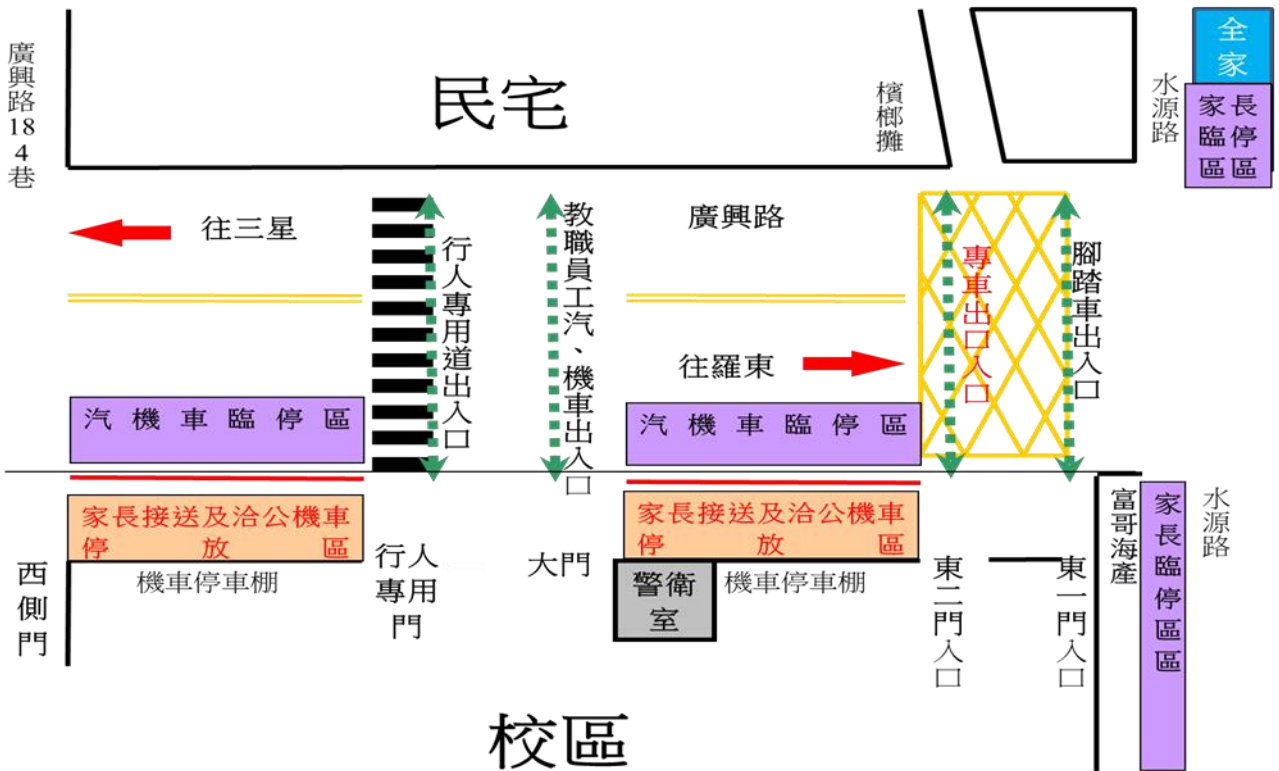 廣興路184巷
民宅
檳榔攤
水源路
全家
家長臨停區區
往三星
行人專用道出入口
教職員工汽、機車出入口
廣興路
專車出口入口
腳踏車出入口
往羅東
汽機車臨停區
汽機車臨停區
家長接送及洽公機車
停放區
家長接送及洽公機車
停放區
富哥海產
家長臨停區區
水源路
西側門
機車停車棚
行人
專用
門
大門
警衛
室
機車停車棚
東二門入口
東一門入口
校區